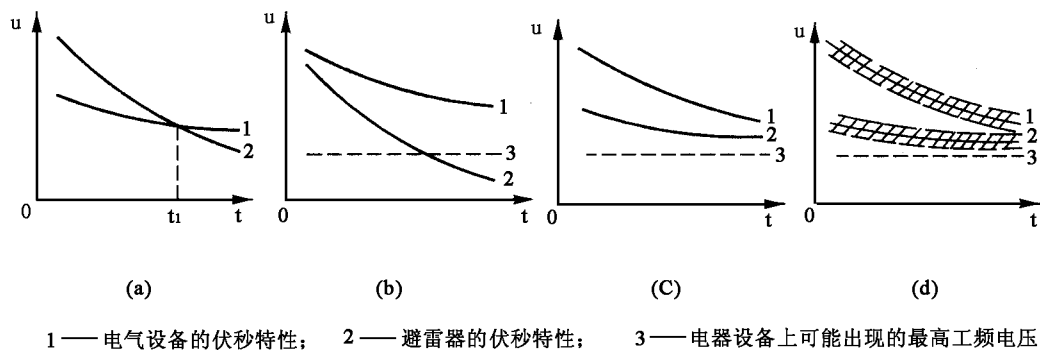 u u u u
1 2 0 t₁ t
1 3 2 0 t
1 2 3 0 t
1 2 3 0 t
(a) (b) (C) (d)
1 — 电气设备的伏秒特性; 2 — 避雷器的伏秒特性; 3 — 电器设备上可能出现的最高工频电压